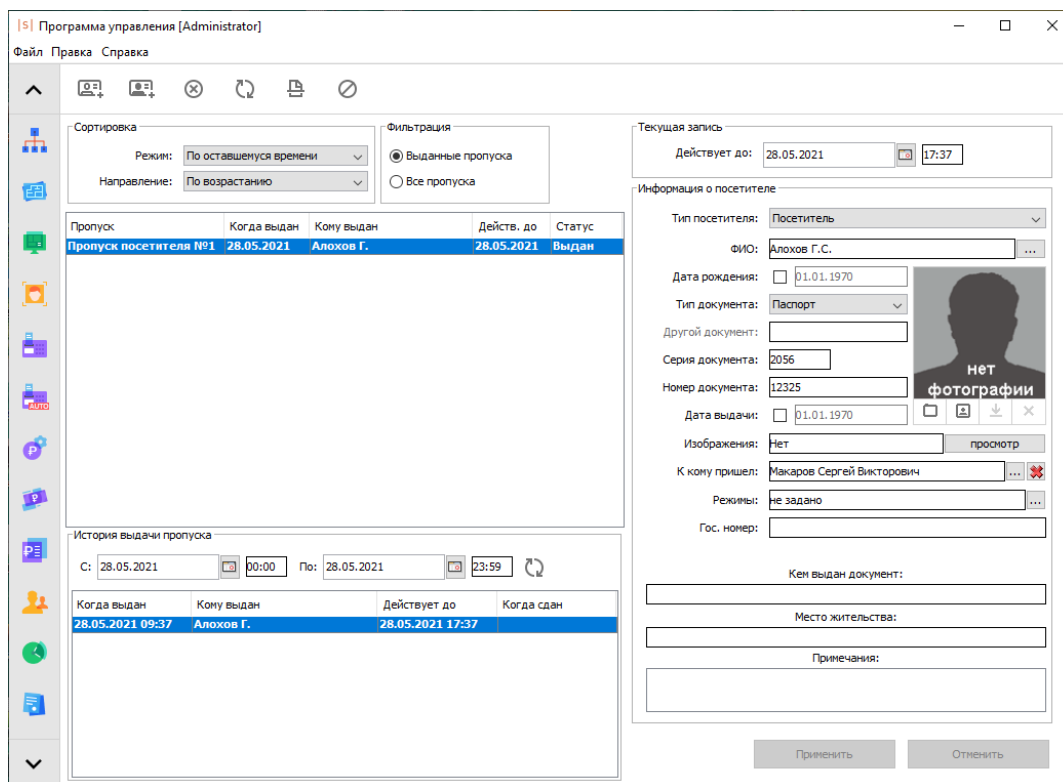 |S| Программа управления [Administrator]
Файл Правка Справка
Сортировка
Режим: По оставшемуся времени
Направление: По возрастанию
Фильтрация
Выданные пропуска
Все пропуска
Пропуск Когда выдан Кому выдан Действ. до Статус
Пропуск посетителя №1 28.05.2021 Алохов Г. 28.05.2021 Выдан
История выдачи пропуска
С: 28.05.2021 00:00 По: 28.05.2021 23:59
Когда выдан Кому выдан Действует до Когда сдан
28.05.2021 09:37 Алохов Г. 28.05.2021 17:37
Текущая запись
Действует до: 28.05.2021 17:37
Информация о посетителе
Тип посетителя: Посетитель
ФИО: Алохов Г.С. ...
Дата рождения: 01.01.1970
Тип документа: Паспорт
Другой документ:
Серия документа: 2056
Номер документа: 12325
Дата выдачи: 01.01.1970
нет
фотографии
Изображения: Нет просмотр
К кому пришел: Макаров Сергей Викторович ...
Режимы: не задано ...
Гос. номер:
Кем выдан документ:
Место жительства:
Примечания:
Применить Отменить
AUTO